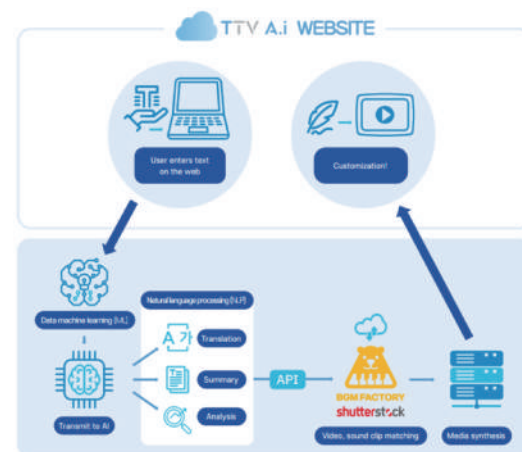 TTV A.i WEBSITE
User enters text
on the web
Customization!
Data machine learning [ML]
Natural language processing [NLP]
A 가
Translation
T
Summary
Analysis
Transmit to AI
API
BGM FACTORY
shutterstock
Video, sound clip matching
Media synthesis